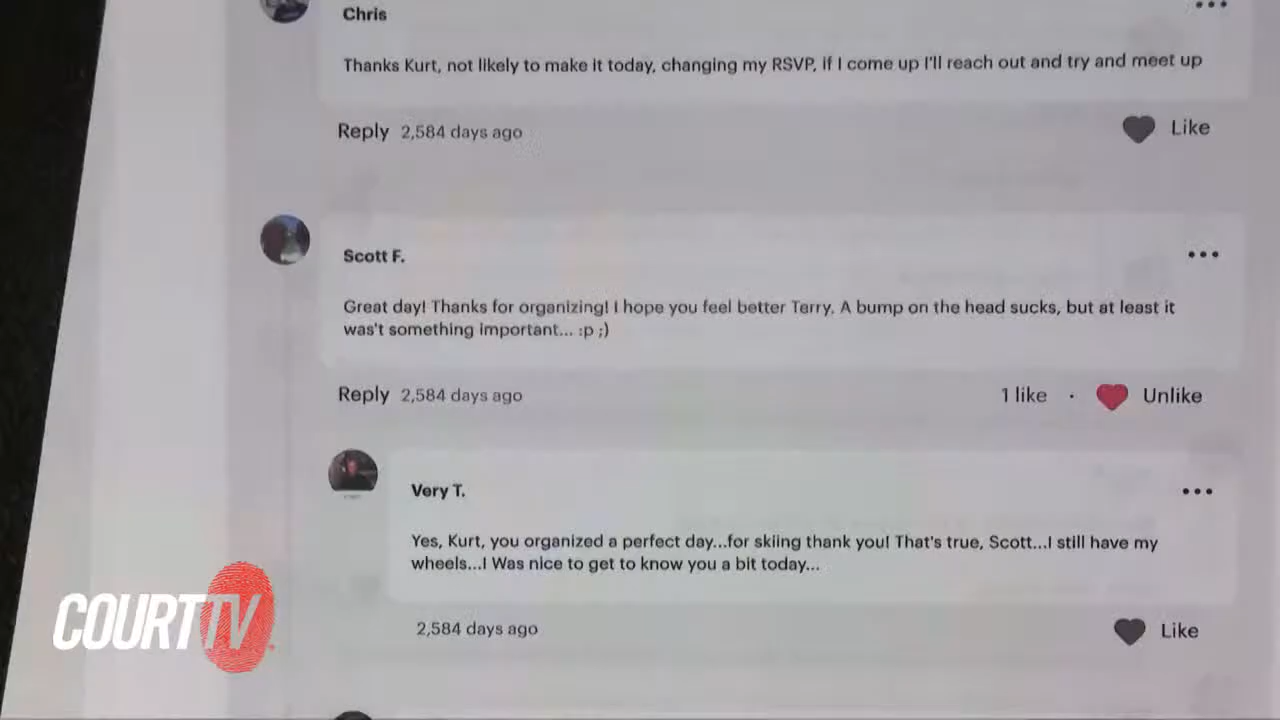 Chris
Thanks Kurt, not likely to make it today, changing my RSVP, if I come up I'll reach out and try and meet up
Reply 2,584 days ago
Like
Scott F.
Great day! Thanks for organizing! I hope you feel better Terry. A bump on the head sucks, but at least it
was't something important... :p ;)
Reply 2,584 days ago
1 like · Unlike
Very T.
Yes, Kurt, you organized a perfect day...for skiing thank you! That's true, Scott...I still have my
wheels...I Was nice to get to know you a bit today...
2,584 days ago
Like
COURT TV